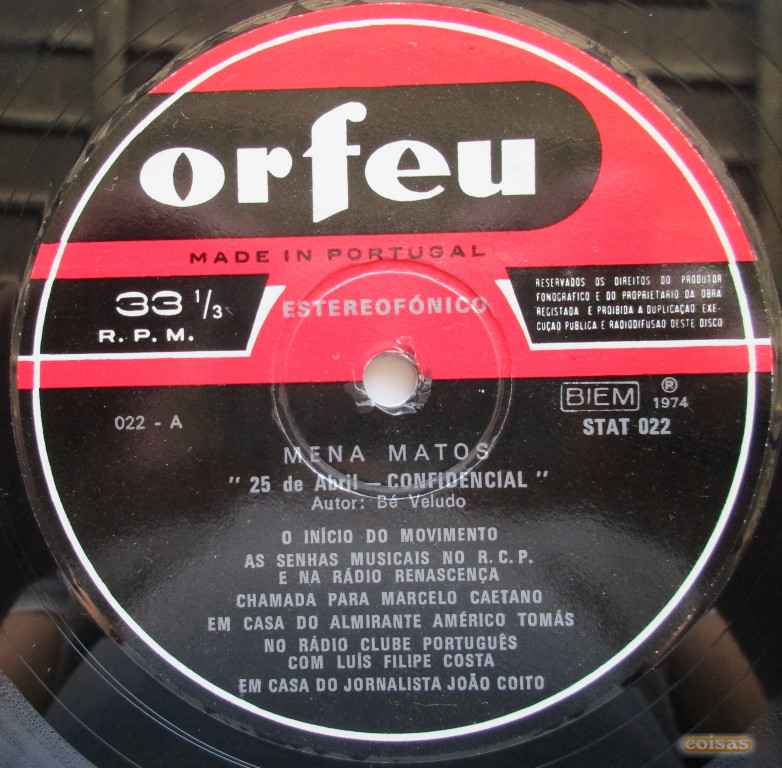 orfeu
MADE IN PORTUGAL
33 1/3
R. P. M.
ESTEREOFÓNICO
RESERVADOS OS DIREITOS DO PRODUTOR
FONOGRAFICO E DO PROPRIETARIO DA OBRA
REGISTADA E PROIBIDA A DUPLICAÇÃO, EXE-
CUÇÃO PUBLICA E RADIODIFUSÃO DESTE DISCO
022 - A
BIEM ℗ 1974
STAT 022
MENA MATOS
" 25 de Abril - CONFIDENCIAL "
Autor: Bé Veludo
O INÍCIO DO MOVIMENTO
AS SENHAS MUSICAIS NO R. C. P.
E NA RÁDIO RENASCENÇA
CHAMADA PARA MARCELO CAETANO
EM CASA DO ALMIRANTE AMÉRICO TOMÁS
NO RÁDIO CLUBE PORTUGUÊS
COM LUÍS FILIPE COSTA
EM CASA DO JORNALISTA JOÃO COITO
coisas